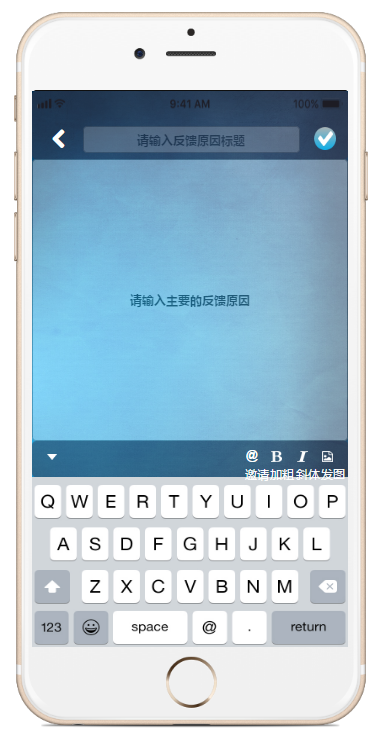 9:41 AM 100%
请输入反馈原因标题
请输入主要的反馈原因
@ B I
邀请加粗斜体发图
Q W E R T Y U I O P
A S D F G H J K L
Z X C V B N M
123 space @ . return